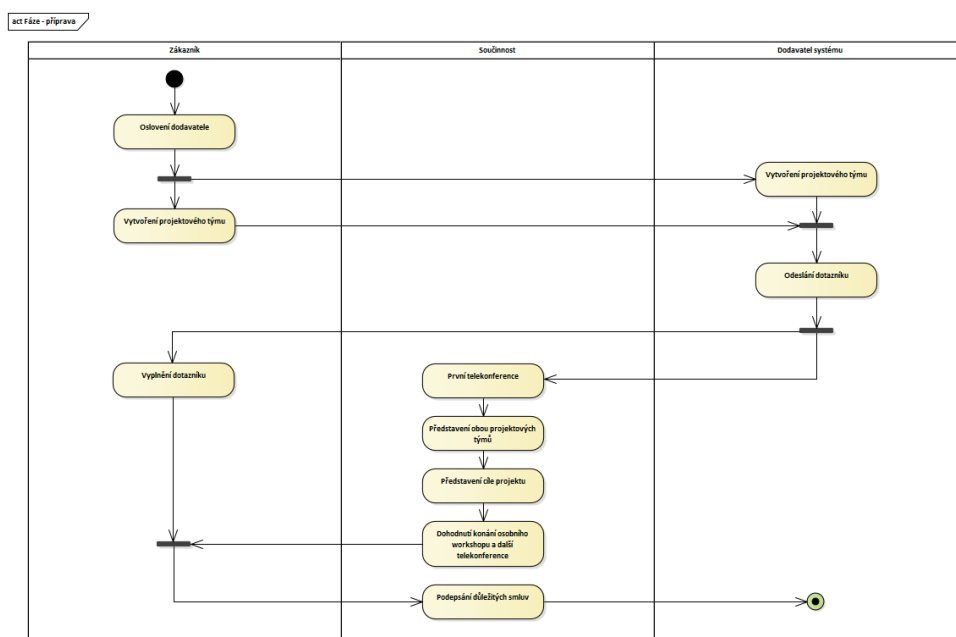 act Fáze - příprava
Zákazník
Součinnost
Dodavatel systému
Oslovení dodavatele
Vytvoření projektového týmu
Vytvoření projektového týmu
Odeslání dotazníku
Vyplnění dotazníku
První telekonference
Představení obou projektových
týmů
Představení cíle projektu
Dohodnutí konání osobního
workshopu a další
telekonference
Podepsání důležitých smluv